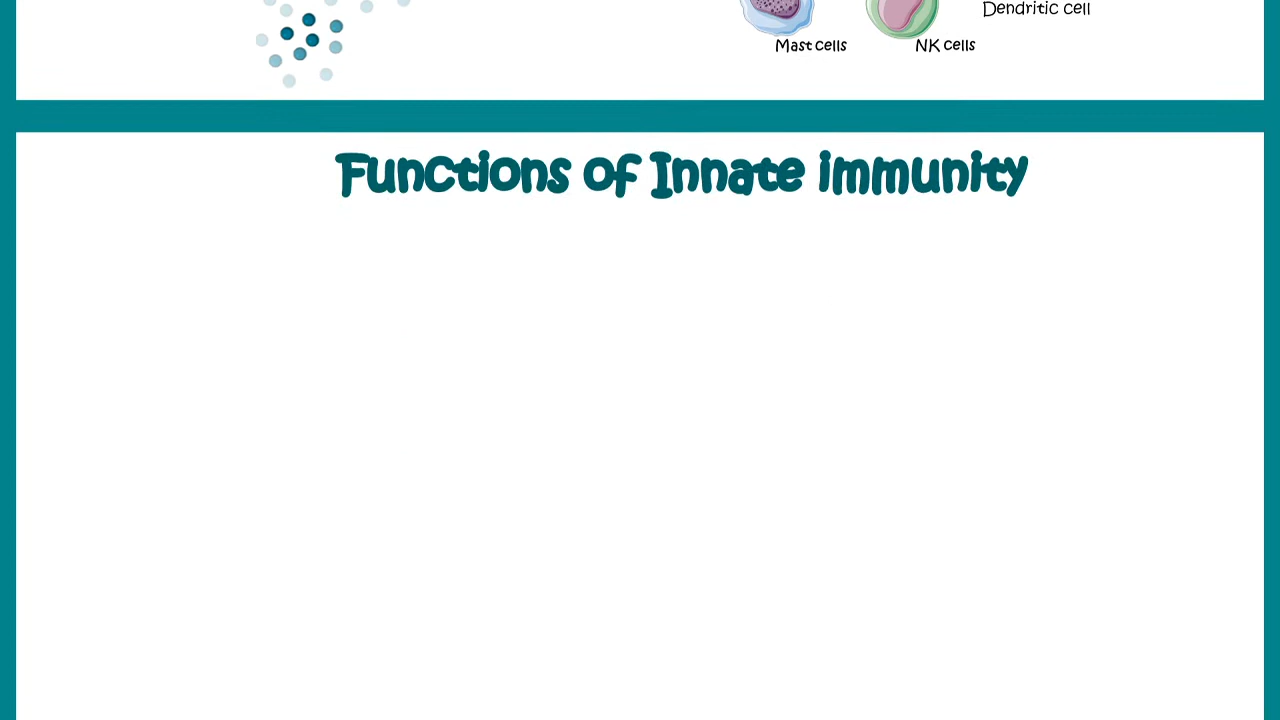 Dendritic cell
Mast cells
NK cells
Functions of Innate immunity